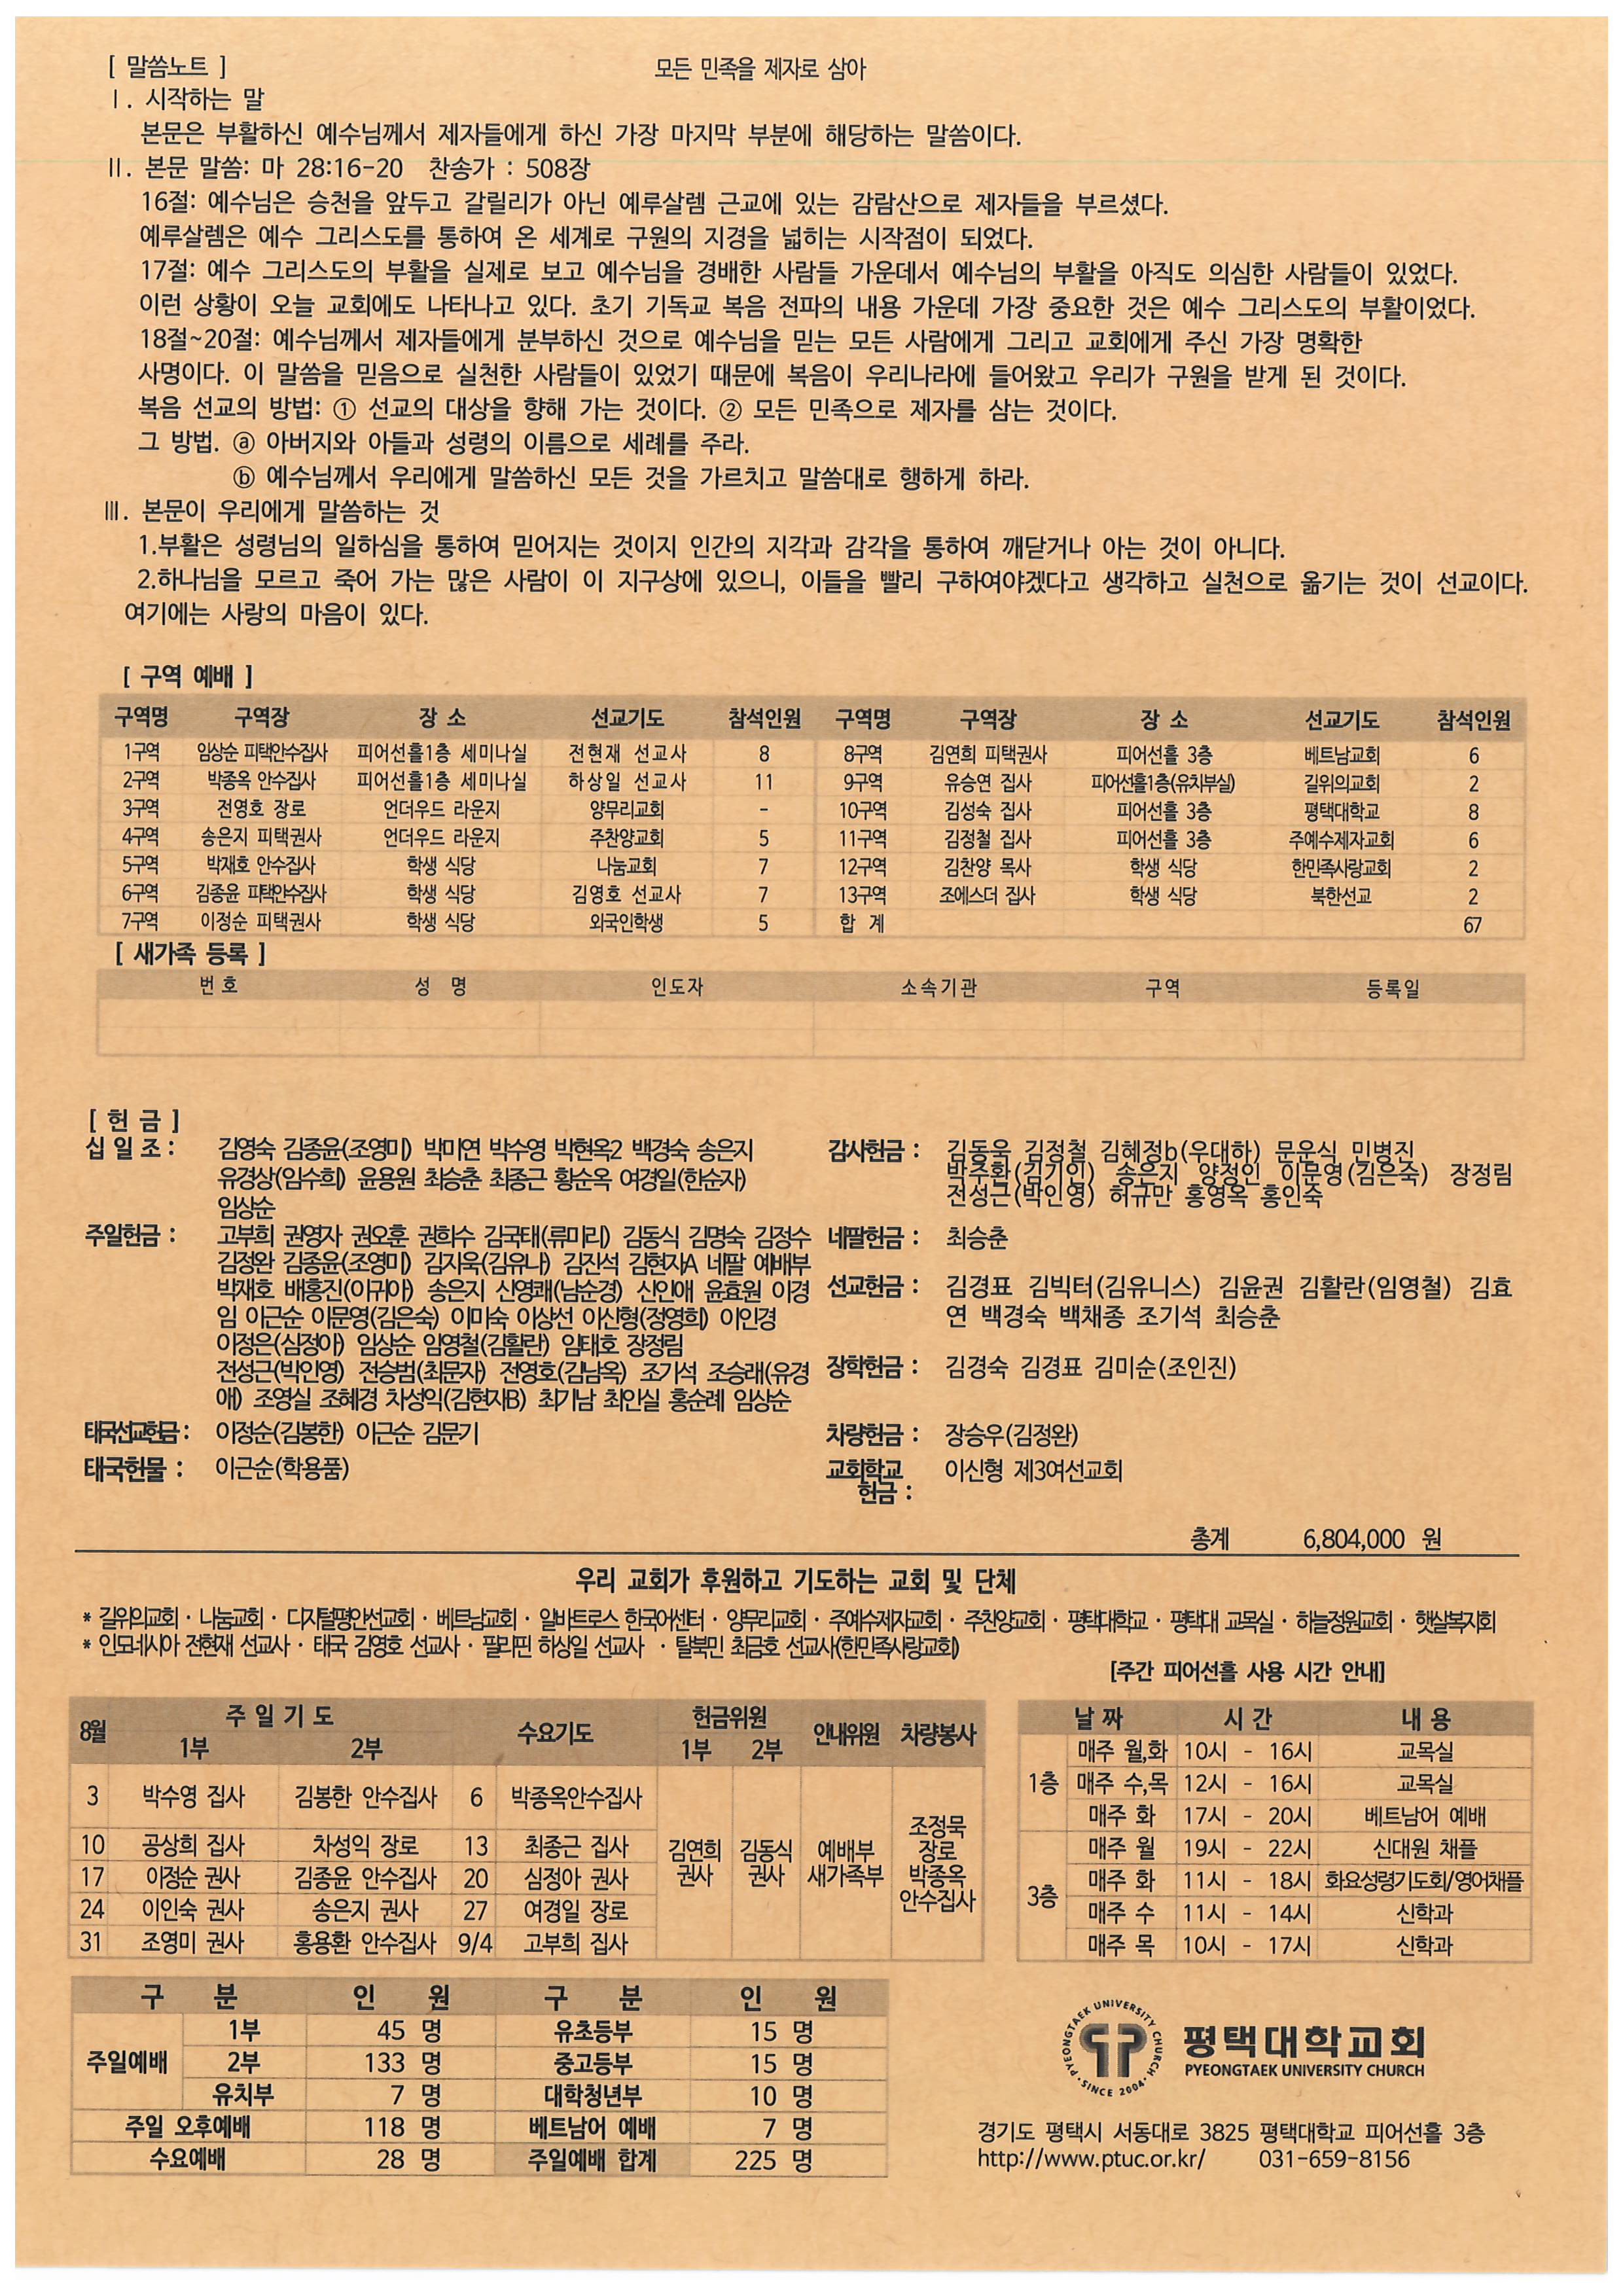 [ 말씀노트 ] 모든 민족을 제자로 삼아
Ⅰ. 시작하는 말
본문은 부활하신 예수님께서 제자들에게 하신 가장 마지막 부분에 해당하는 말씀이다.
Ⅱ. 본문 말씀: 마 28:16-20 찬송가 : 508장
16절: 예수님은 승천을 앞두고 갈릴리가 아닌 예루살렘 근교에 있는 감람산으로 제자들을 부르셨다.
예루살렘은 예수 그리스도를 통하여 온 세계로 구원의 지경을 넓히는 시작점이 되었다.
17절: 예수 그리스도의 부활을 실제로 보고 예수님을 경배한 사람들 가운데서 예수님의 부활을 아직도 의심한 사람들이 있었다.
이런 상황이 오늘 교회에도 나타나고 있다. 초기 기독교 복음 전파의 내용 가운데 가장 중요한 것은 예수 그리스도의 부활이었다.
18절~20절: 예수님께서 제자들에게 분부하신 것으로 예수님을 믿는 모든 사람에게 그리고 교회에게 주신 가장 명확한
사명이다. 이 말씀을 믿음으로 실천한 사람들이 있었기 때문에 복음이 우리나라에 들어왔고 우리가 구원을 받게 된 것이다.
복음 선교의 방법: ① 선교의 대상을 향해 가는 것이다. ② 모든 민족으로 제자를 삼는 것이다.
그 방법. ⓐ 아버지와 아들과 성령의 이름으로 세례를 주라.
ⓑ 예수님께서 우리에게 말씀하신 모든 것을 가르치고 말씀대로 행하게 하라.
Ⅲ. 본문이 우리에게 말씀하는 것
1.부활은 성령님의 일하심을 통하여 믿어지는 것이지 인간의 지각과 감각을 통하여 깨닫거나 아는 것이 아니다.
2.하나님을 모르고 죽어 가는 많은 사람이 이 지구상에 있으니, 이들을 빨리 구하여야겠다고 생각하고 실천으로 옮기는 것이 선교이다.
여기에는 사랑의 마음이 있다.
[ 구역 예배 ]
구역명 구역장 장 소 선교기도 참석인원 구역명 구역장 장 소 선교기도 참석인원
1구역 임상순 피택안수집사 피어선홀1층 세미나실 전현재 선교사 8 8구역 김연희 피택권사 피어선홀 3층 베트남교회 6
2구역 박종옥 안수집사 피어선홀1층 세미나실 하상일 선교사 11 9구역 유승연 집사 피어선홀1층(유치부실) 길위의교회 2
3구역 전영호 장로 언더우드 라운지 양무리교회 - 10구역 김성숙 집사 피어선홀 3층 평택대학교 8
4구역 송은지 피택권사 언더우드 라운지 주찬양교회 5 11구역 김정철 집사 피어선홀 3층 주예수제자교회 6
5구역 박재호 안수집사 학생 식당 나눔교회 7 12구역 김찬양 목사 학생 식당 한민족사랑교회 2
6구역 김종윤 피택안수집사 학생 식당 김영호 선교사 7 13구역 조에스더 집사 학생 식당 북한선교 2
7구역 이정순 피택권사 학생 식당 외국인학생 5 합 계 67
[ 새가족 등록 ]
번호 성 명 인도자 소속기관 구역 등록일
[ 헌 금 ]
십 일 조 : 김영숙 김종윤(조영미) 박미연 박수영 박현옥2 백경숙 송은지
유경상(임수희) 윤용원 최승춘 최종근 황순옥 여경일(한순자)
임상순
감사헌금 : 김동욱 김정철 김혜정b(우대하) 문운식 민병진
박주환(김기인) 송은지 양정인 이문영(김은숙) 장정림
전성근(박인영) 허규만 홍영옥 홍인숙
주일헌금 : 고부희 권영자 권오훈 권희수 김국태(류미리) 김동식 김명숙 김정수
김정완 김종윤(조영미) 김지욱(김유나) 김진석 김현지A 네팔 예배부
박재호 배홍진(이귀아) 송은지 신영쾌(남순경) 신인애 윤효원 이경
임 이근순 이문영(김은숙) 이미숙 이상선 이신형(정영희) 이인경
이정은(심정아) 임상순 임영철(김활란) 임태호 장정림
전성근(박인영) 전승범(최문자) 전영호(김남옥) 조기석 조승래(유경
애) 조영실 조혜경 차성익(김현지B) 최기남 최안실 홍순례 임상순
네팔헌금 : 최승춘
선교헌금 : 김경표 김빅터(김유니스) 김윤권 김활란(임영철) 김효
연 백경숙 백채종 조기석 최승춘
장학헌금 : 김경숙 김경표 김미순(조인진)
태국선교헌금 : 이정순(김봉한) 이근순 김문기
차량헌금 : 장승우(김정완)
태국헌물 : 이근순(학용품)
교회학교 이신형 제3여선교회
헌금 :
총계 6,804,000 원
우리 교회가 후원하고 기도하는 교회 및 단체
* 길위의교회 · 나눔교회 · 디지털평안선교회 · 베트남교회 · 알바트로스 한국어센터 · 양무리교회 · 주예수제자교회 · 주찬양교회 · 평택대학교 · 평택대 교목실 · 하늘정원교회 · 햇살복지회
* 인도네시아 전현재 선교사 · 태국 김영호 선교사 · 필리핀 하상일 선교사 · 탈북민 최금호 선교사(한민족사랑교회)
8월 주 일 기 도 수요기도 헌금위원 안내위원 차량봉사
1부 2부 1부 2부
3 박수영 집사 김봉한 안수집사 6 박종옥안수집사
10 공상희 집사 차성익 장로 13 최종근 집사
17 이정순 권사 김종윤 안수집사 20 심정아 권사
24 이인숙 권사 송은지 권사 27 여경일 장로
31 조영미 권사 홍용환 안수집사 9/4 고부희 집사
김연희 권사
김동식 권사
예배부 새가족부
조정묵
장로
박종옥
안수집사
[주간 피어선홀 사용 시간 안내]
날 짜 시 간 내 용
1층 매주 월,화 10시 - 16시 교목실
매주 수,목 12시 - 16시 교목실
매주 화 17시 - 20시 베트남어 예배
3층 매주 월 19시 - 22시 신대원 채플
매주 화 11시 - 18시 화요성령기도회/영어채플
매주 수 11시 - 14시 신학과
매주 목 10시 - 17시 신학과
구 분 인 원 구 분 인 원
주일예배 1부 45 명 유초등부 15 명
2부 133 명 중고등부 15 명
유치부 7 명 대학청년부 10 명
주일 오후예배 118 명 베트남어 예배 7 명
수요예배 28 명 주일예배 합계 225 명
PYEONGTAEK UNIVERSITY CHURCH · SINCE 2004 ·
평택대학교회
PYEONGTAEK UNIVERSITY CHURCH
경기도 평택시 서동대로 3825 평택대학교 피어선홀 3층
http://www.ptuc.or.kr/ 031-659-8156